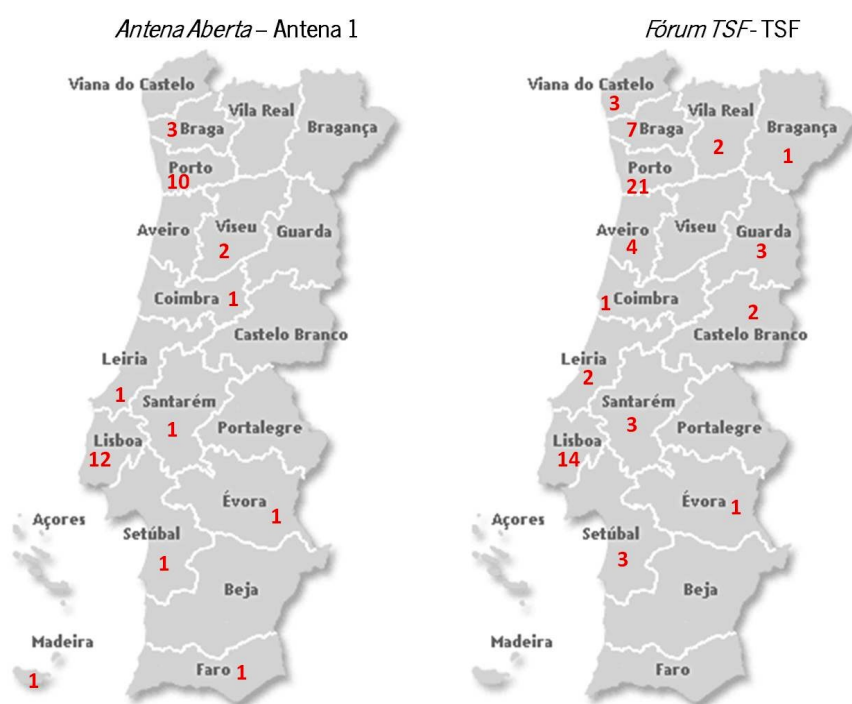 Antena Aberta – Antena 1
Viana do Castelo
Vila Real
Bragança
3 Braga
Porto
10
Aveiro
Viseu
2
Guarda
Coimbra 1
Castelo Branco
Leiria
1
Santarém
1
Lisboa
12
Portalegre
Açores
Évora
1
Setúbal
1
Beja
Madeira
1
Faro 1
Fórum TSF - TSF
Viana do Castelo
3
Vila Real
2
Bragança
1
7 Braga
Porto
21
Aveiro
4
Viseu
Guarda
3
1 Coimbra
2
Castelo Branco
Leiria
2
Santarém
3
Lisboa
14
Portalegre
Açores
Évora
1
Setúbal
3
Beja
Madeira
Faro